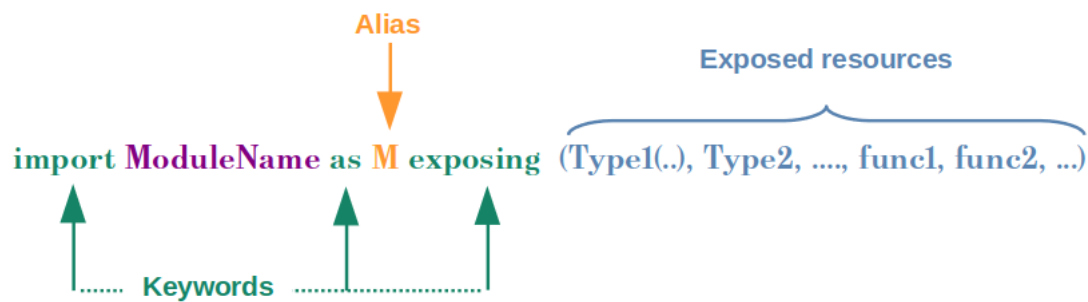 Alias
Exposed resources
import ModuleName as M exposing (Type1(..), Type2, ...., func1, func2, ...)
Keywords